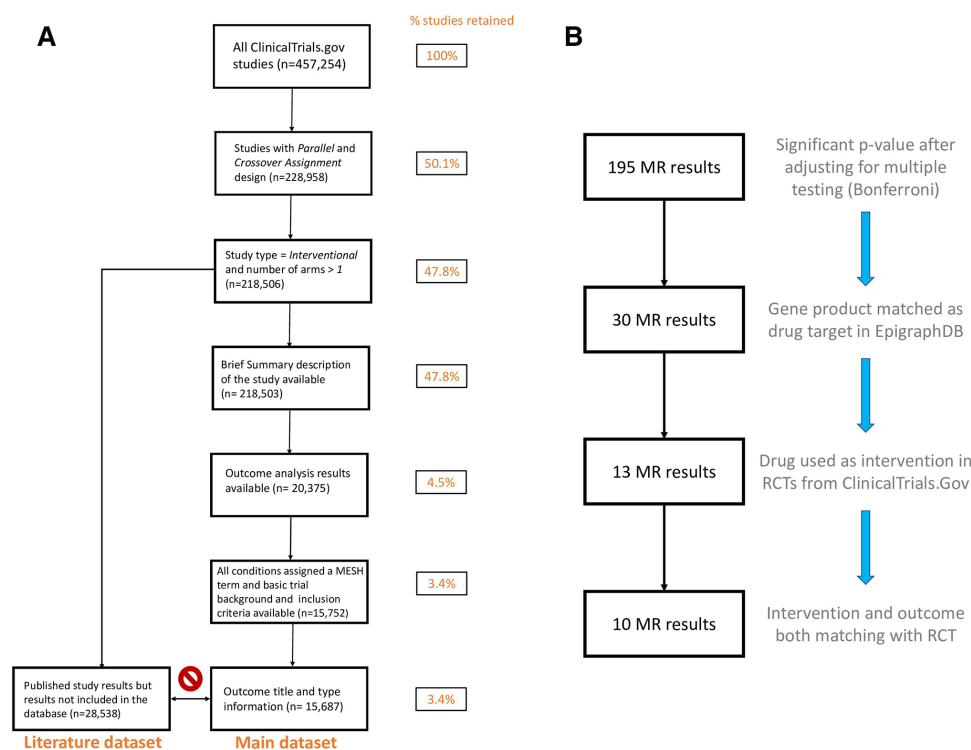 A
% studies retained
All ClinicalTrials.gov
studies (n=457,254)
100%
Studies with Parallel and
Crossover Assignment
design (n=228,958)
50.1%
Study type = Interventional
and number of arms > 1
(n=218,506)
47.8%
Brief Summary description
of the study available
(n= 218,503)
47.8%
Outcome analysis results
available (n= 20,375)
4.5%
All conditions assigned a MESH
term and basic trial
background and inclusion
criteria available (n=15,752)
3.4%
Published study results but
results not included in the
database (n=28,538)
Outcome title and type
information (n= 15,687)
3.4%
Literature dataset
Main dataset
B
195 MR results
Significant p-value after
adjusting for multiple
testing (Bonferroni)
30 MR results
Gene product matched as
drug target in EpigraphDB
13 MR results
Drug used as intervention in
RCTs from ClinicalTrials.Gov
10 MR results
Intervention and outcome
both matching with RCT